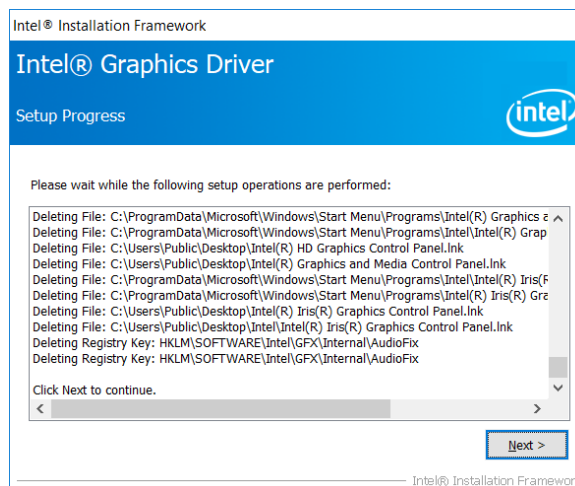 Intel® Installation Framework
Intel® Graphics Driver
Setup Progress
intel
Please wait while the following setup operations are performed:
Deleting File: C:\ProgramData\Microsoft\Windows\Start Menu\Programs\Intel(R) Graphics a
Deleting File: C:\ProgramData\Microsoft\Windows\Start Menu\Programs\Intel\Intel(R) Grap
Deleting File: C:\Users\Public\Desktop\Intel(R) HD Graphics Control Panel.lnk
Deleting File: C:\Users\Public\Desktop\Intel(R) Graphics and Media Control Panel.lnk
Deleting File: C:\ProgramData\Microsoft\Windows\Start Menu\Programs\Intel\Intel(R) Iris(R
Deleting File: C:\ProgramData\Microsoft\Windows\Start Menu\Programs\Intel(R) Iris(R) Gra
Deleting File: C:\Users\Public\Desktop\Intel(R) Iris(R) Graphics Control Panel.lnk
Deleting File: C:\Users\Public\Desktop\Intel\Intel(R) Iris(R) Graphics Control Panel.lnk
Deleting Registry Key: HKLM\SOFTWARE\Intel\GFX\Internal\AudioFix
Deleting Registry Key: HKLM\SOFTWARE\Intel\GFX\Internal\AudioFix
Click Next to continue.
Next >
Intel® Installation Framewor